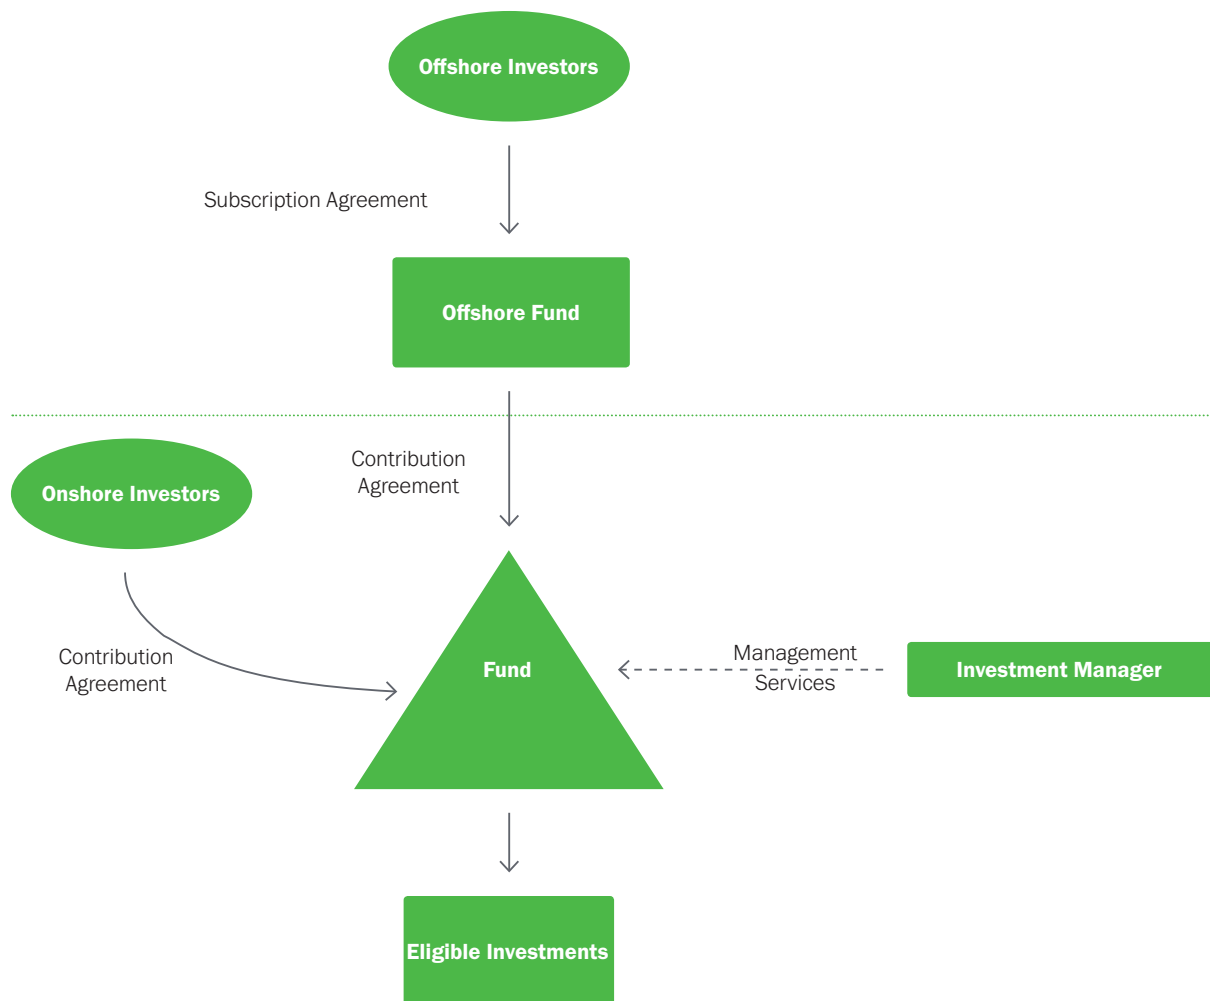 Offshore Investors
Subscription Agreement
Offshore Fund
Contribution
Agreement
Onshore Investors
Contribution
Agreement
Fund
Management
Services
Investment Manager
Eligible Investments